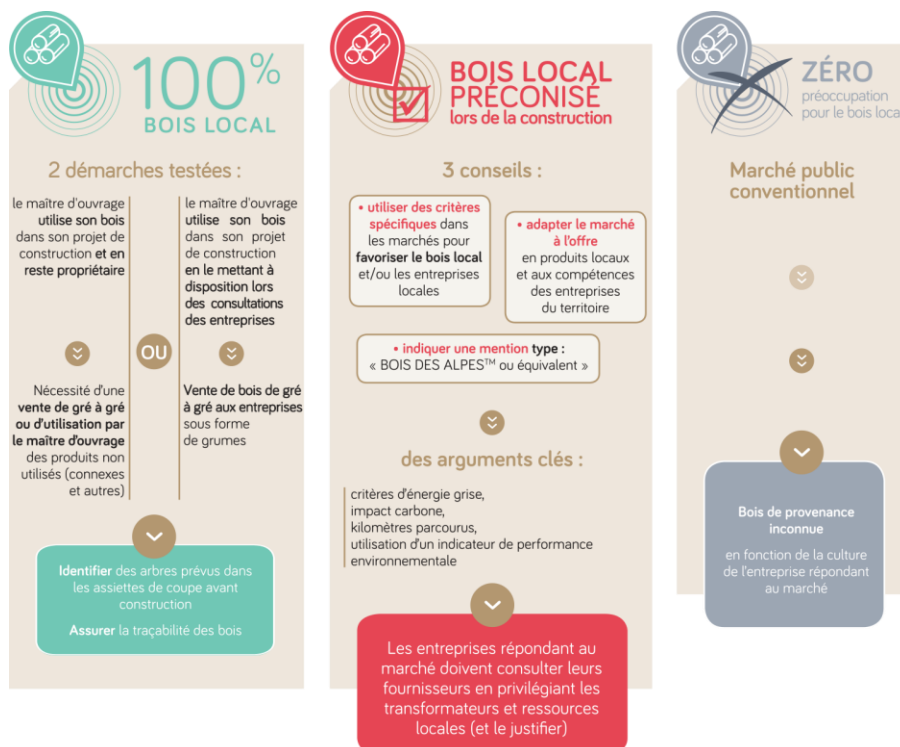 100%
BOIS LOCAL
2 démarches testées :
le maître d'ouvrage
utilise son bois
dans son projet de
construction et en
reste propriétaire
Nécessité d'une
vente de gré à gré
ou d'utilisation par
le maître d'ouvrage
des produits non
utilisés (connexes
et autres)
OU
le maître d'ouvrage
utilise son bois
dans son projet
de construction
en le mettant à
disposition lors
des consultations
des entreprises
Vente de bois de gré
à gré aux entreprises
sous forme
de grumes
Identifier des arbres prévus dans
les assiettes de coupe avant
construction
Assurer la traçabilité des bois
BOIS LOCAL
PRÉCONISÉ
lors de la construction
3 conseils :
• utiliser des critères
spécifiques dans
les marchés pour
favoriser le bois local
et/ou les entreprises
locales
• adapter le marché
à l'offre
en produits locaux
et aux compétences
des entreprises
du territoire
• indiquer une mention type :
« BOIS DES ALPES™ ou équivalent »
des arguments clés :
critères d'énergie grise,
impact carbone,
kilomètres parcourus,
utilisation d'un indicateur de performance
environnementale
Les entreprises répondant au
marché doivent consulter leurs
fournisseurs en privilégiant les
transformateurs et ressources
locales (et le justifier)
ZÉRO
préoccupation
pour le bois loca
Marché public
conventionnel
Bois de provenance
inconnue
en fonction de la culture
de l'entreprise répondant
au marché